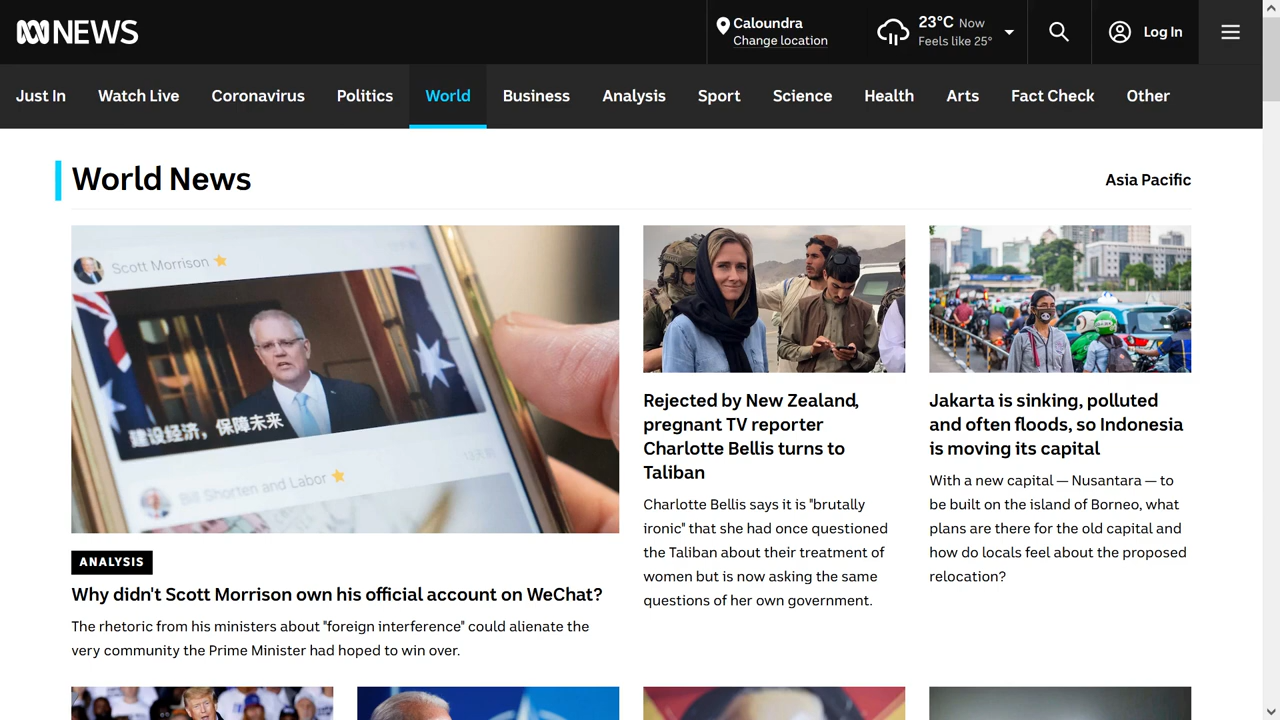 NEWS
Caloundra
Change location
23°C Now
Feels like 25°
Log In
Just In
Watch Live
Coronavirus
Politics
World
Business
Analysis
Sport
Science
Health
Arts
Fact Check
Other
World News
Asia Pacific
Scott Morrison
建设经济，保障未来
Bill Shorten and Labor
ANALYSIS
Why didn't Scott Morrison own his official account on WeChat?
The rhetoric from his ministers about "foreign interference" could alienate the
very community the Prime Minister had hoped to win over.
Rejected by New Zealand,
pregnant TV reporter
Charlotte Bellis turns to
Taliban
Charlotte Bellis says it is "brutally
ironic" that she had once questioned
the Taliban about their treatment of
women but is now asking the same
questions of her own government.
Jakarta is sinking, polluted
and often floods, so Indonesia
is moving its capital
With a new capital — Nusantara — to
be built on the island of Borneo, what
plans are there for the old capital and
how do locals feel about the proposed
relocation?